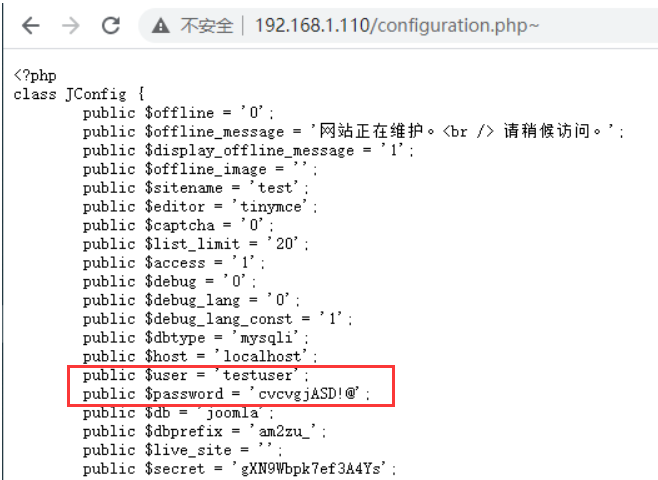 不安全 | 192.168.1.110/configuration.php~
<?php
class JConfig {
public $offline = '0';
public $offline_message = '网站正在维护。<br /> 请稍候访问。';
public $display_offline_message = '1';
public $offline_image = '';
public $sitename = 'test';
public $editor = 'tinymce';
public $captcha = '0';
public $list_limit = '20';
public $access = '1';
public $debug = '0';
public $debug_lang = '0';
public $debug_lang_const = '1';
public $dbtype = 'mysqli';
public $host = 'localhost';
public $user = 'testuser';
public $password = 'cvcvgjASD!@';
public $db = 'joomla';
public $dbprefix = 'am2zu_';
public $live_site = '';
public $secret = 'gXN9Wbpk7ef3A4Ys';